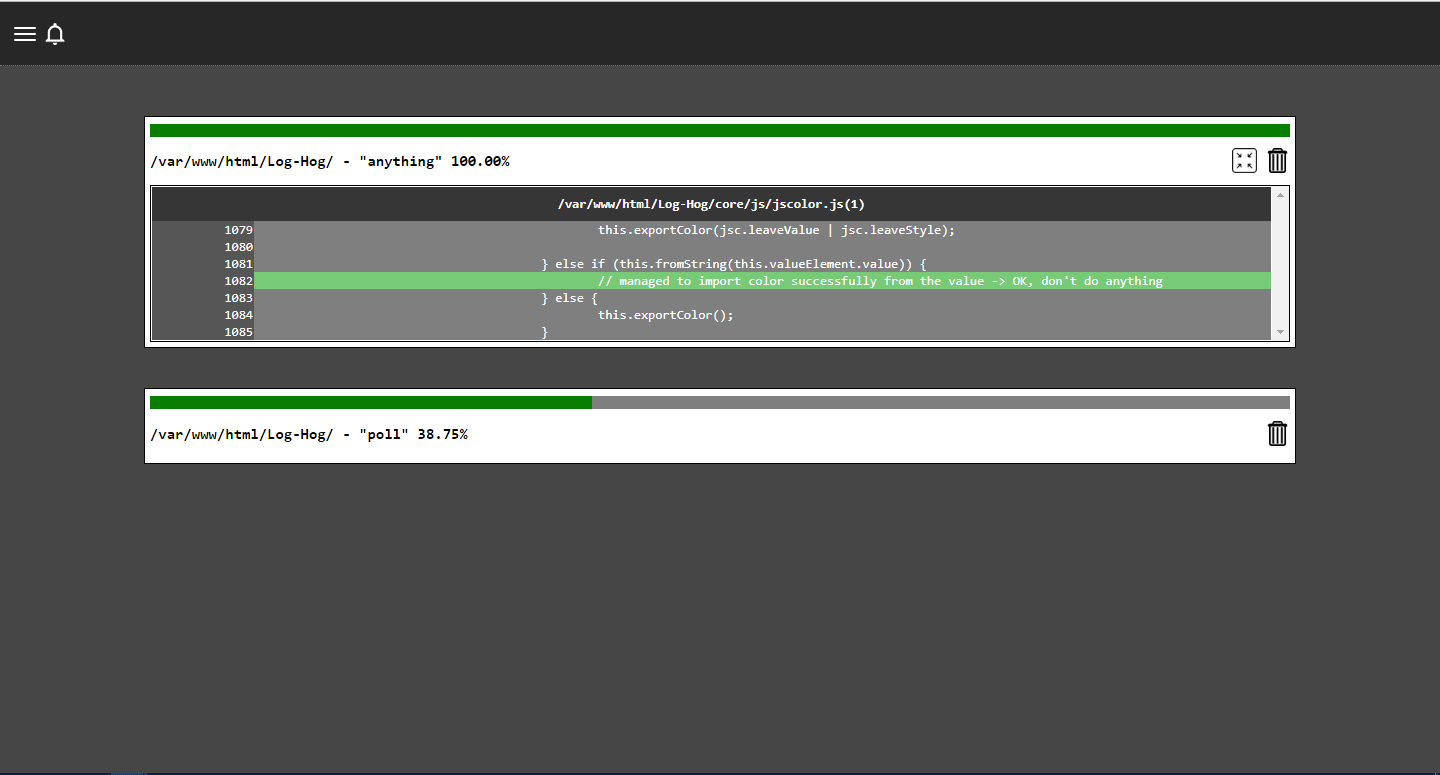 /var/www/html/Log-Hog/ - "anything" 100.00%
/var/www/html/Log-Hog/core/js/jscolor.js(1)
1079 this.exportColor(jsc.leaveValue | jsc.leaveStyle);
1080
1081 } else if (this.fromString(this.valueElement.value)) {
1082 // managed to import color successfully from the value -> OK, don't do anything
1083 } else {
1084 this.exportColor();
1085 }
/var/www/html/Log-Hog/ - "poll" 38.75%